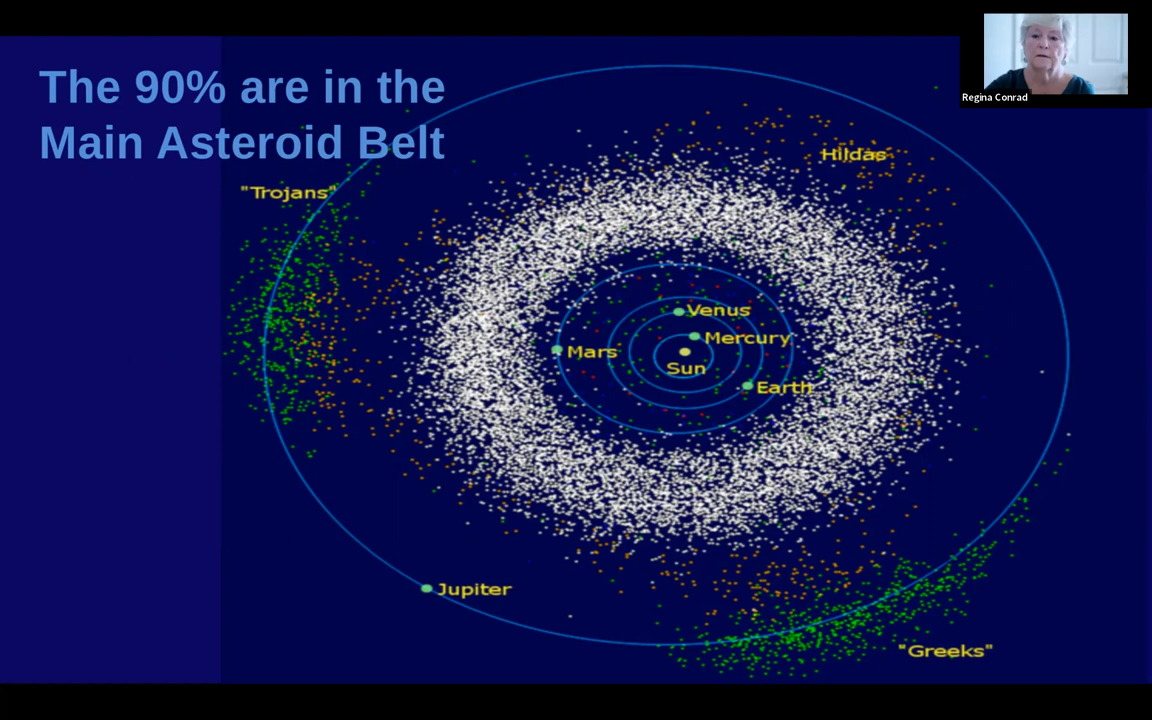 The 90% are in the
Main Asteroid Belt
Regina Conrad
Hildas
"Trojans"
Venus
Mercury
Mars
Sun
Earth
Jupiter
"Greeks"